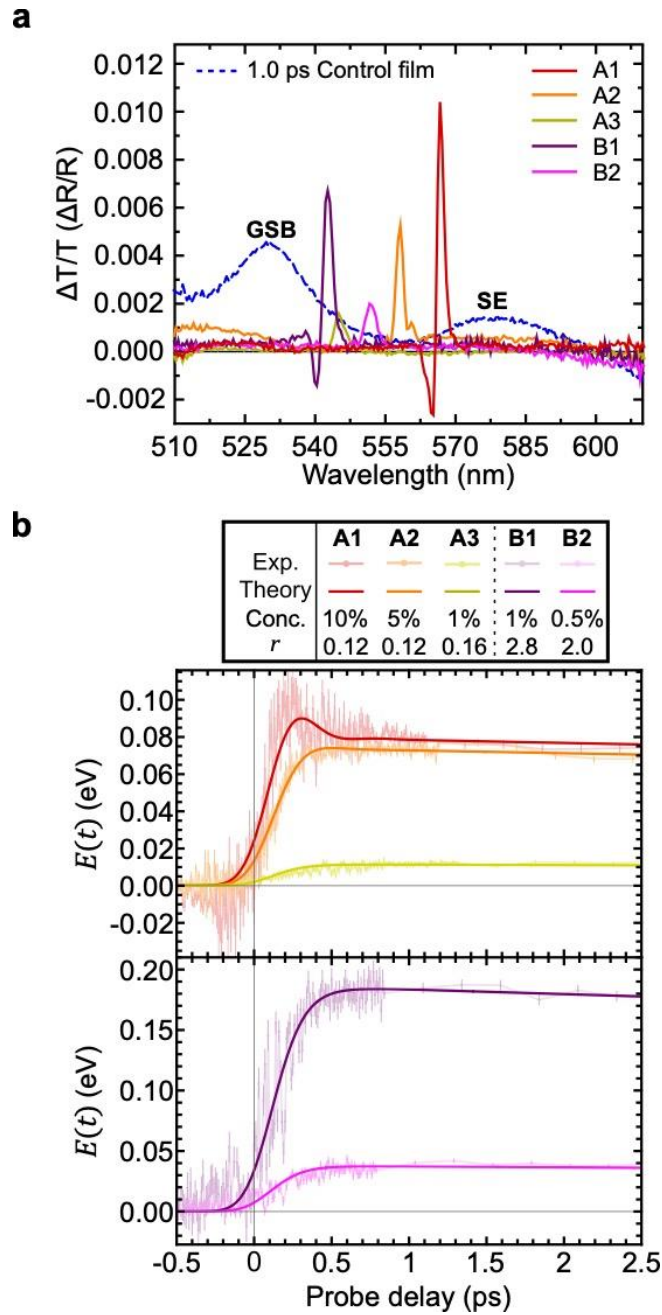 a
ΔT/T (ΔR/R)
0.012
0.010
0.008
0.006
0.004
0.002
0.000
-0.002
1.0 ps Control film
GSB
SE
A1
A2
A3
B1
B2
510 525 540 555 570 585 600
Wavelength (nm)
b
A1 A2 A3 B1 B2
Exp.
Theory
Conc. 10% 5% 1% 1% 0.5%
r 0.12 0.12 0.16 2.8 2.0
E(t) (eV)
0.10
0.08
0.06
0.04
0.02
0.00
-0.02
E(t) (eV)
0.20
0.15
0.10
0.05
0.00
-0.5 0 0.5 1 1.5 2 2.5
Probe delay (ps)